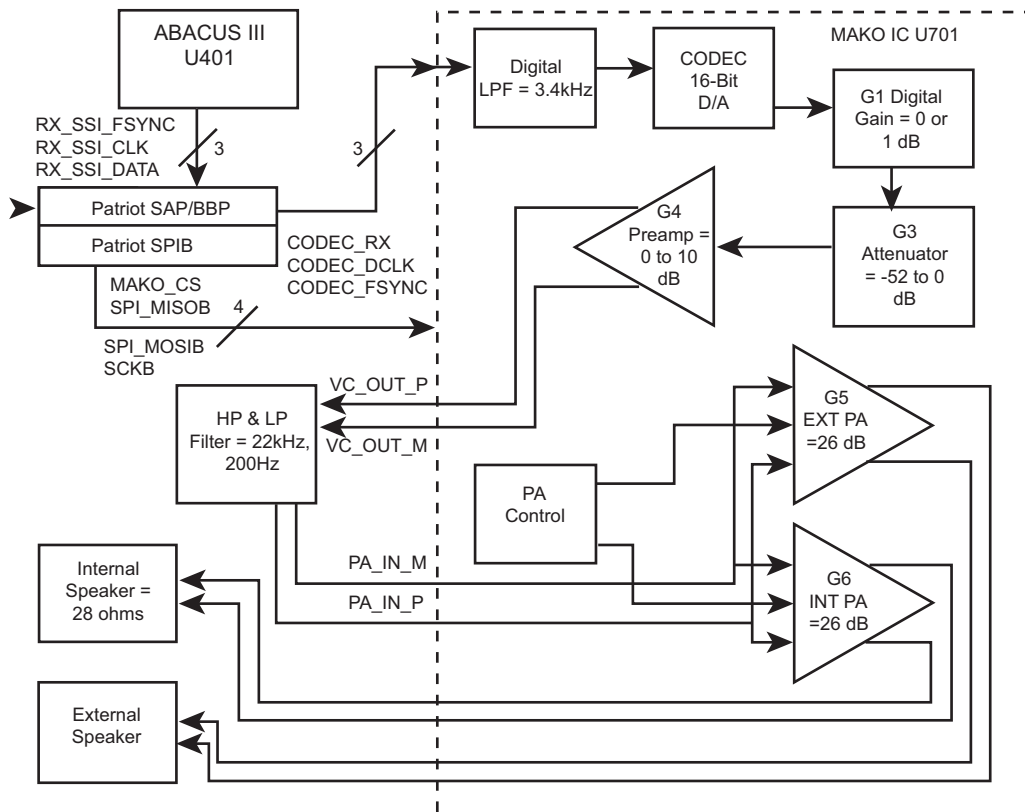 ABACUS III
U401
MAKO IC U701
Digital
LPF = 3.4kHz
CODEC
16-Bit
D/A
G1 Digital
Gain = 0 or
1 dB
RX_SSI_FSYNC
RX_SSI_CLK
RX_SSI_DATA
3
3
Patriot SAP/BBP
Patriot SPIB
CODEC_RX
CODEC_DCLK
CODEC_FSYNC
G4
Preamp =
0 to 10
dB
G3
Attenuator
= -52 to 0
dB
MAKO_CS
SPI_MISOB
4
SPI_MOSIB
SCKB
VC_OUT_P
HP & LP
Filter = 22kHz,
200Hz
VC_OUT_M
G5
EXT PA
=26 dB
PA
Control
PA_IN_M
PA_IN_P
G6
INT PA
=26 dB
Internal
Speaker =
28 ohms
External
Speaker